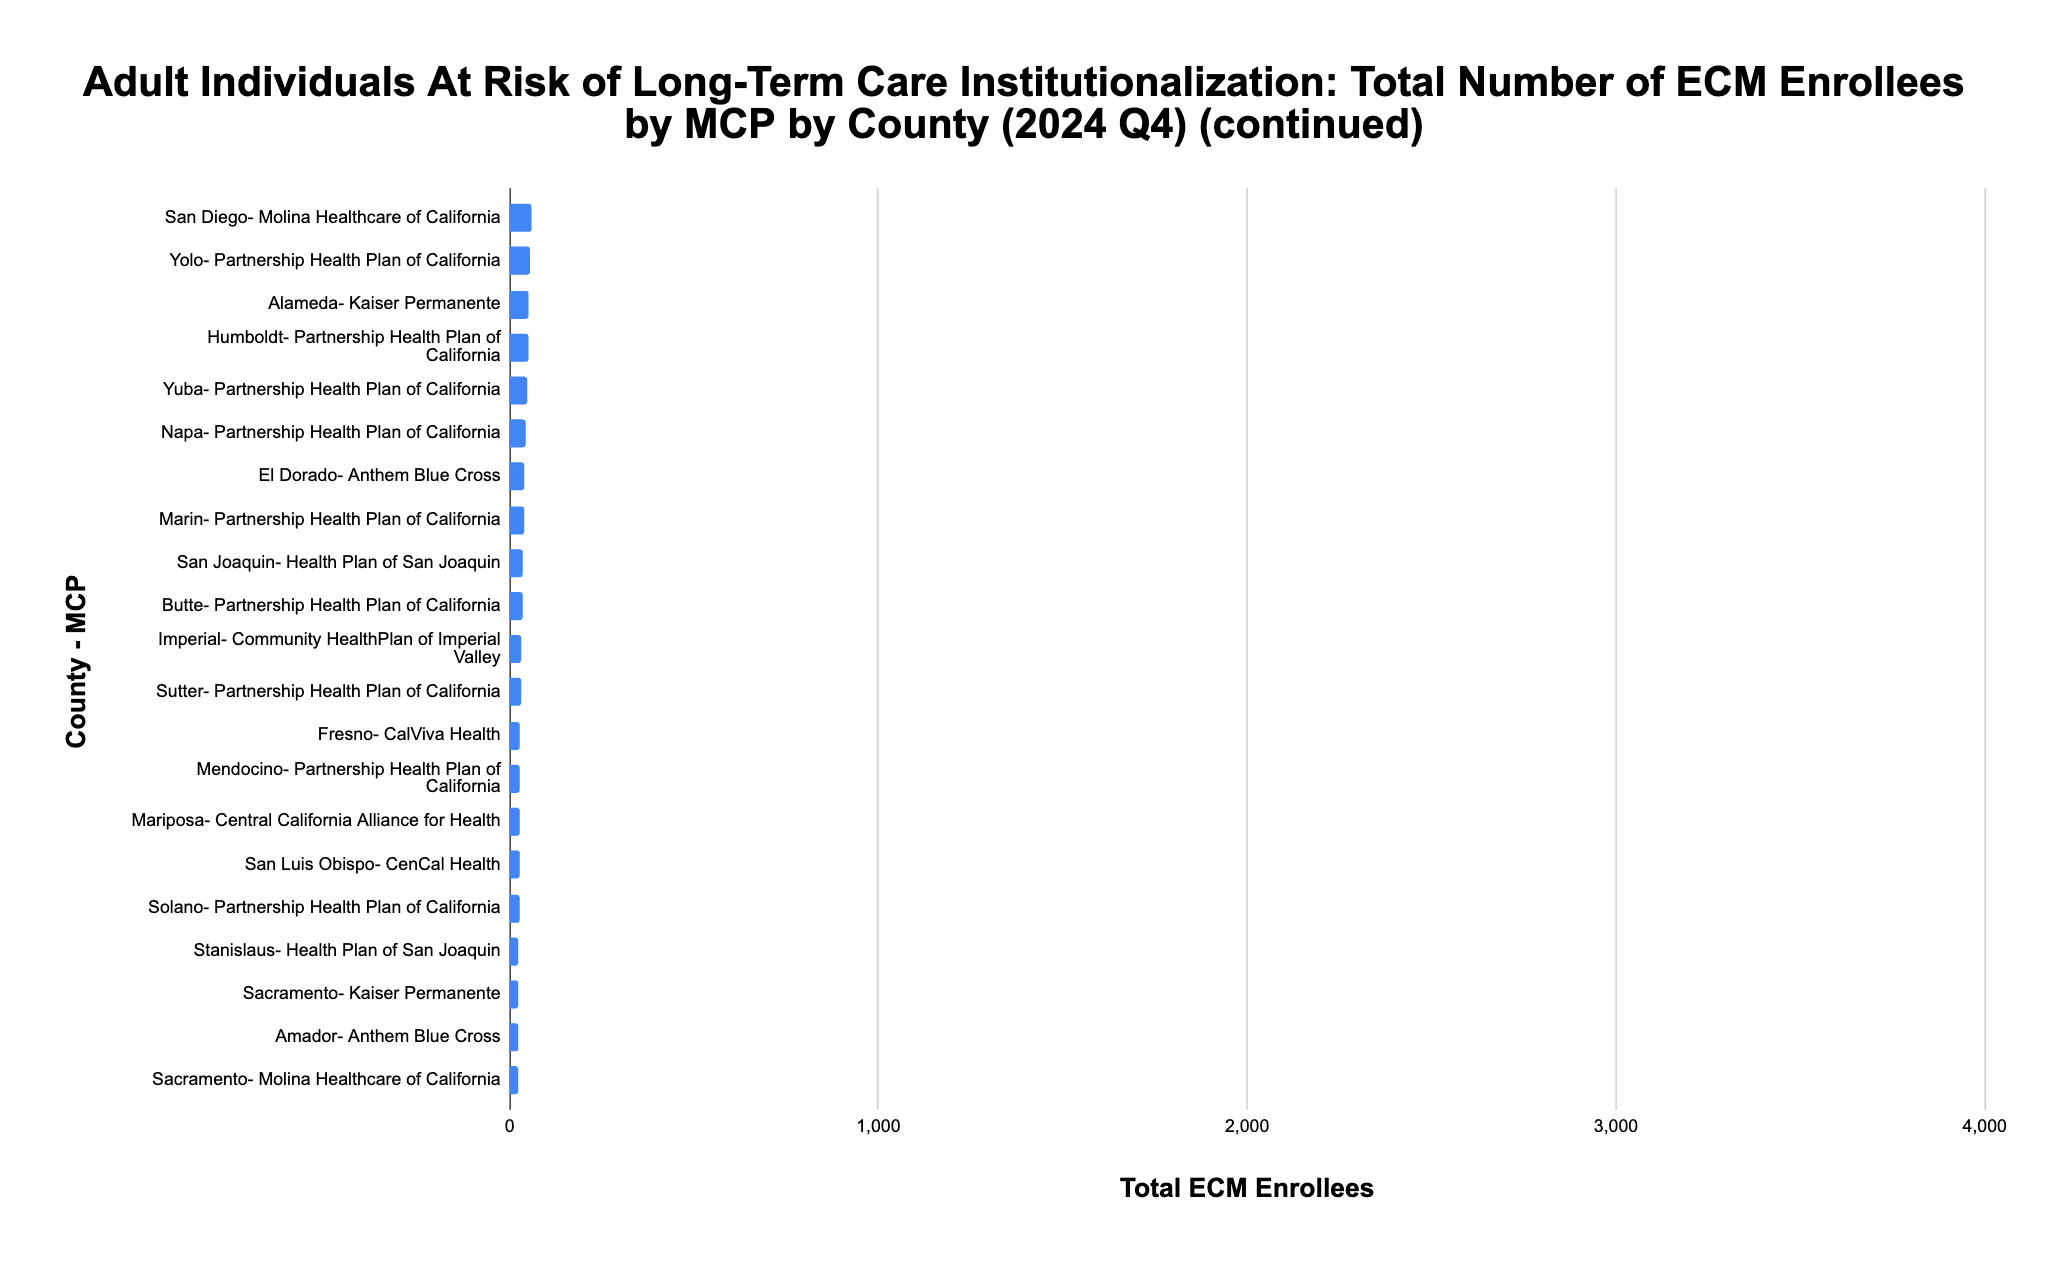 Adult Individuals At Risk of Long-Term Care Institutionalization: Total Number of ECM Enrollees
by MCP by County (2024 Q4) (continued)
County - MCP
San Diego- Molina Healthcare of California
Yolo- Partnership Health Plan of California
Alameda- Kaiser Permanente
Humboldt- Partnership Health Plan of
California
Yuba- Partnership Health Plan of California
Napa- Partnership Health Plan of California
El Dorado- Anthem Blue Cross
Marin- Partnership Health Plan of California
San Joaquin- Health Plan of San Joaquin
Butte- Partnership Health Plan of California
Imperial- Community HealthPlan of Imperial
Valley
Sutter- Partnership Health Plan of California
Fresno- CalViva Health
Mendocino- Partnership Health Plan of
California
Mariposa- Central California Alliance for Health
San Luis Obispo- CenCal Health
Solano- Partnership Health Plan of California
Stanislaus- Health Plan of San Joaquin
Sacramento- Kaiser Permanente
Amador- Anthem Blue Cross
Sacramento- Molina Healthcare of California
0 1,000 2,000 3,000 4,000
Total ECM Enrollees